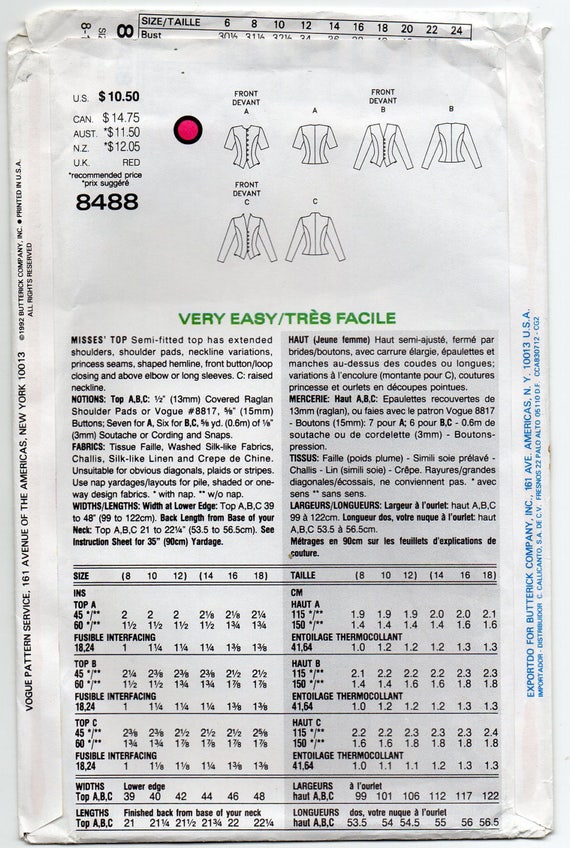 SIZE/TAILLE 6 8 10 12 14 16 18 20 22 24
Bust 30½ 31½ 32½ 34
8
U.S. $10.50
CAN. $14.75
AUST. *$11.50
N.Z. *$12.05
U.K. RED
*recommended price
*prix suggéré
8488
FRONT
DEVANT
A
A
FRONT
DEVANT
B
B
FRONT
DEVANT
C
C
VERY EASY/TRÈS FACILE
MISSES' TOP Semi-fitted top has extended
shoulders, shoulder pads, neckline variations,
princess seams, shaped hemline, front button/loop
closing and above elbow or long sleeves. C: raised
neckline.
NOTIONS: Top A,B,C: ½" (13mm) Covered Raglan
Shoulder Pads or Vogue #8817, ⅝" (15mm)
Buttons; Seven for A, Six for B,C, ⅝ yd. (0.6m) of ⅛"
(3mm) Soutache or Cording and Snaps.
FABRICS: Tissue Faille, Washed Silk-like Fabrics,
Challis, Silk-like Linen and Crepe de Chine.
Unsuitable for obvious diagonals, plaids or stripes.
Use nap yardages/layouts for pile, shaded or one-
way design fabrics. * with nap. ** w/o nap.
WIDTHS/LENGTHS: Width at Lower Edge: Top A,B,C 39
to 48" (99 to 122cm). Back Length from Base of your
Neck: Top A,B,C 21 to 22¼" (53.5 to 56.5cm). See
Instruction Sheet for 35" (90cm) Yardage.
HAUT (Jeune femme) Haut semi-ajusté, fermé par
brides/boutons, avec carrure élargie, épaulettes et
manches au-dessus des coudes ou longues;
variations à l'encolure (montante pour C), coutures
princesse et ourlets en découpes pointues.
MERCERIE: Haut A,B,C: Epaulettes recouvertes de
13mm (raglan), ou faies avec le patron Vogue 8817
- Boutons (15mm): 7 pour A; 6 pour B,C - 0.6m de
soutache ou de cordelette (3mm) - Boutons-
pression.
TISSUS: Faille (poids plume) - Simili soie prélavé -
Challis - Lin (simili soie) - Crêpe. Rayures/grandes
diagonales/écossais, ne conviennent pas. * avec
sens ** sans sens.
LARGEURS/LONGUEURS: Largeur à l'ourlet: haut A,B,C
99 à 122cm. Longueur dos, votre nuque à l'ourlet: haut
A,B,C 53.5 à 56.5cm.
Métrages en 90cm sur les feuillets d'explications de
couture.
SIZE (8 10 12) (14 16 18)
INS
TOP A
45 */** 2 2 2 2⅛ 2⅛ 2¼
60 */** 1½ 1½ 1½ 1½ 1¾ 1¾
FUSIBLE INTERFACING
18,24 1 1¼ 1¼ 1¼ 1⅜ 1⅜
TOP B
45 */** 2¼ 2⅜ 2⅜ 2⅜ 2½ 2½
60 */** 1½ 1½ 1¾ 1¾ 1⅞ 1⅞
FUSIBLE INTERFACING
18,24 1 1¼ 1¼ 1¼ 1⅜ 1⅜
TOP C
45 */** 2⅜ 2⅜ 2½ 2½ 2½ 2⅝
60 */** 1¾ 1¾ 1⅞ 1⅞ 1⅞ 1⅞
FUSIBLE INTERFACING
18,24 1 1⅛ 1⅛ 1¼ 1⅜ 1⅜
WIDTHS Lower edge
Top A,B,C 39 40 42 44 46 48
LENGTHS Finished back from base of your neck
Top A,B,C 21 21¼ 21½ 21¾ 22 22¼
TAILLE (8 10 12) (14 16 18)
CM
HAUT A
115 */** 1.9 1.9 1.9 2.0 2.0 2.1
150 */** 1.4 1.4 1.4 1.4 1.6 1.6
ENTOILAGE THERMOCOLLANT
41,64 1.0 1.2 1.2 1.2 1.3 1.3
HAUT B
115 */** 2.1 2.2 2.2 2.2 2.3 2.3
150 */** 1.4 1.4 1.6 1.6 1.8 1.8
ENTOILAGE THERMOCOLLANT
41,64 1.0 1.2 1.2 1.2 1.3 1.3
HAUT C
115 */** 2.2 2.2 2.3 2.3 2.3 2.4
150 */** 1.6 1.6 1.8 1.8 1.8 1.8
ENTOILAGE THERMOCOLLANT
41,64 1.0 1.1 1.1 1.2 1.3 1.3
LARGEURS à l'ourlet
haut A,B,C 99 101 106 112 117 122
LONGUEURS dos, votre nuque à l'ourlet
haut A,B,C 53.5 54 54.5 55 56 56.5
VOGUE PATTERN SERVICE, 161 AVENUE OF THE AMERICAS, NEW YORK 10013 ©1992 BUTTERICK COMPANY, INC. ● PRINTED IN U.S.A.
ALL RIGHTS RESERVED
EXPORTDO FOR BUTTERICK COMPANY, INC., 161 AVE. AMERICAS, N. Y. 10013 U.S.A.
IMPORTADOR - DISTRIBUIDOR C. CALLICANTO, S.A. DE C.V. FRESNOS 22 PALO ALTO 05110 D.F. CCA830712 - CG2